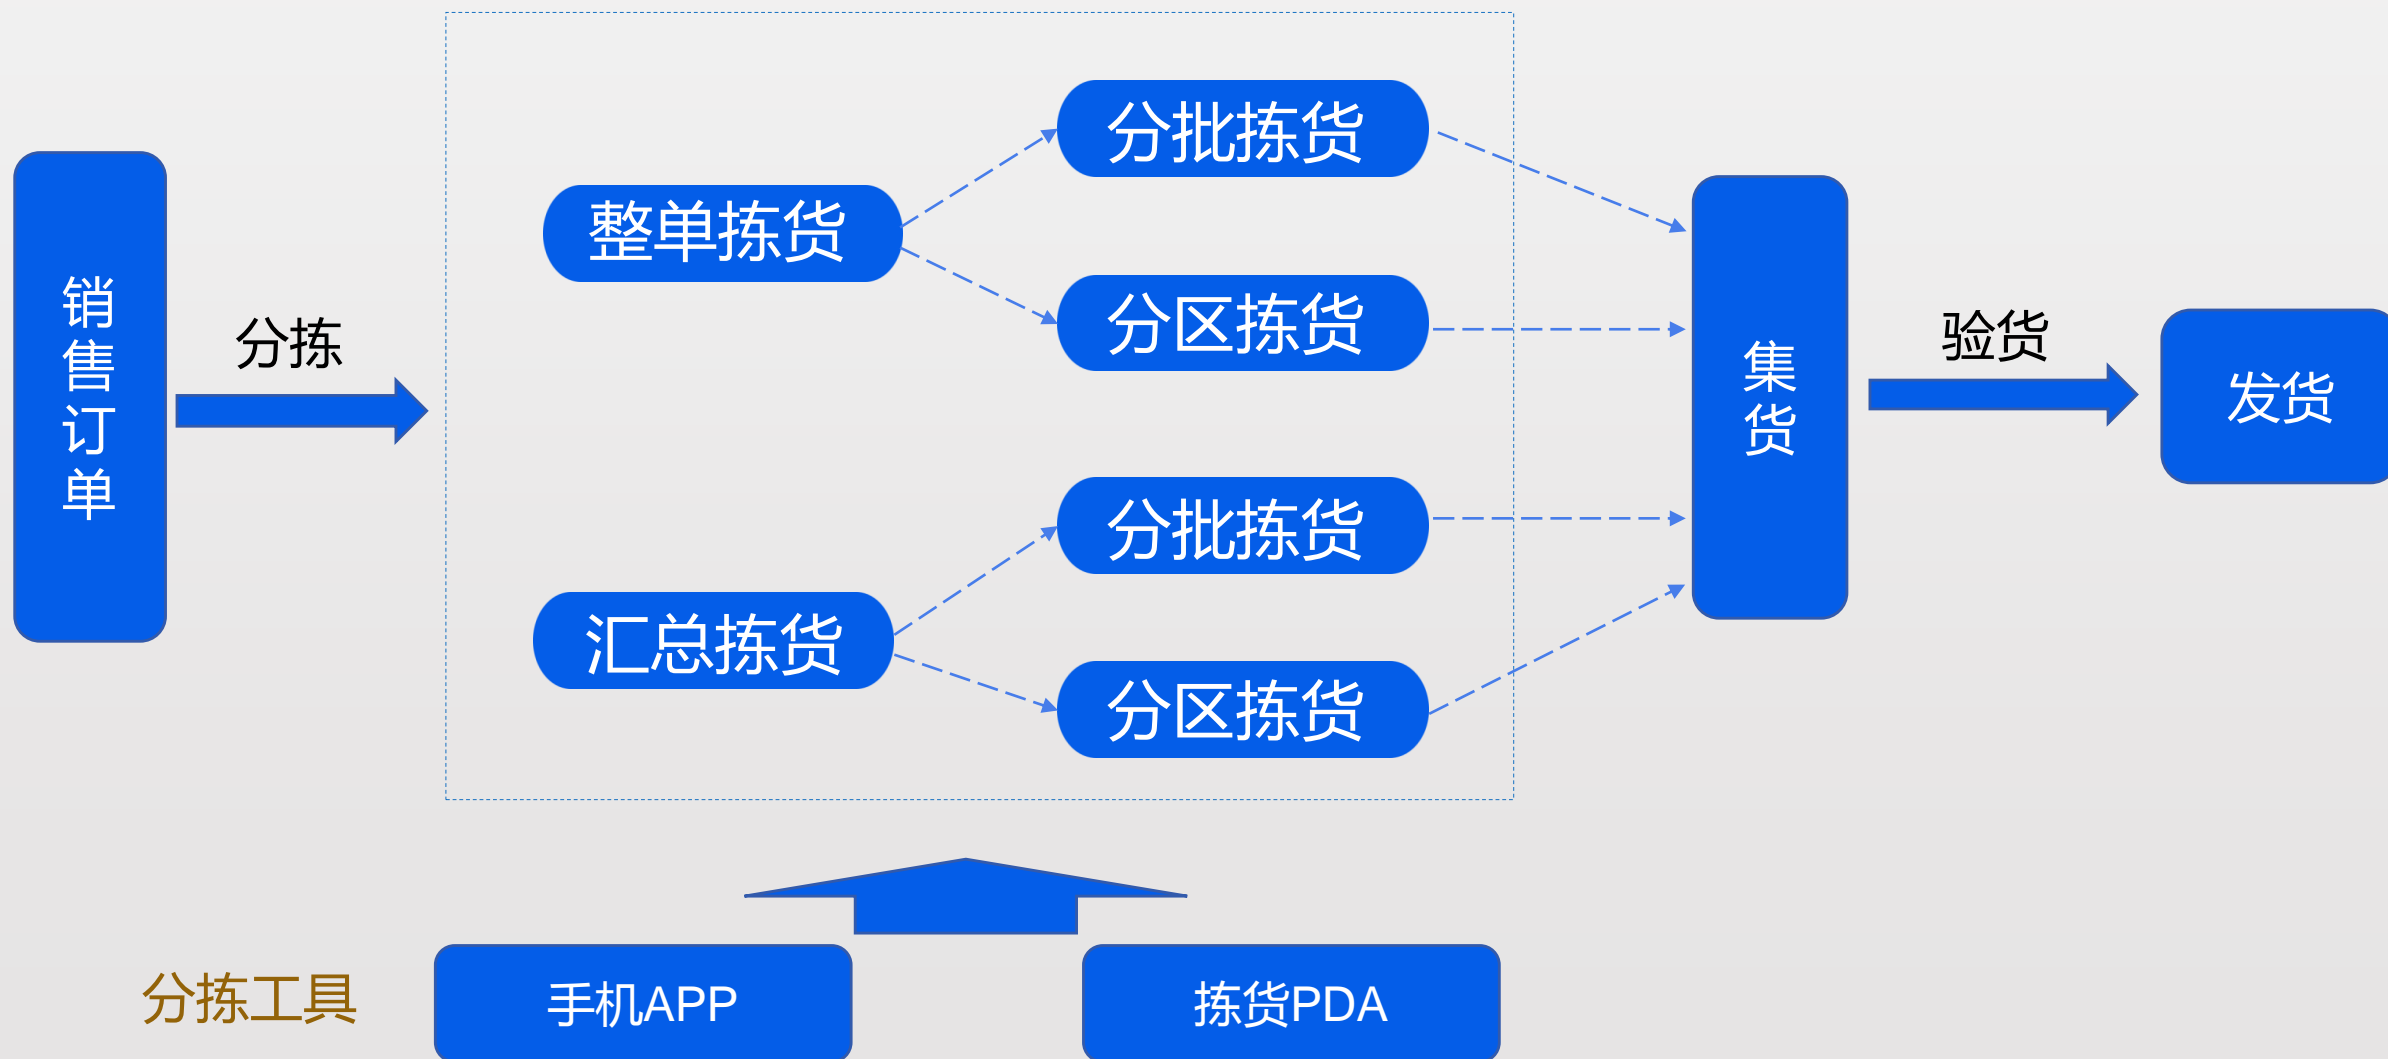 销售订单
分拣
整单拣货
分批拣货
分区拣货
汇总拣货
分批拣货
分区拣货
集货
验货
发货
分拣工具
手机APP
拣货PDA